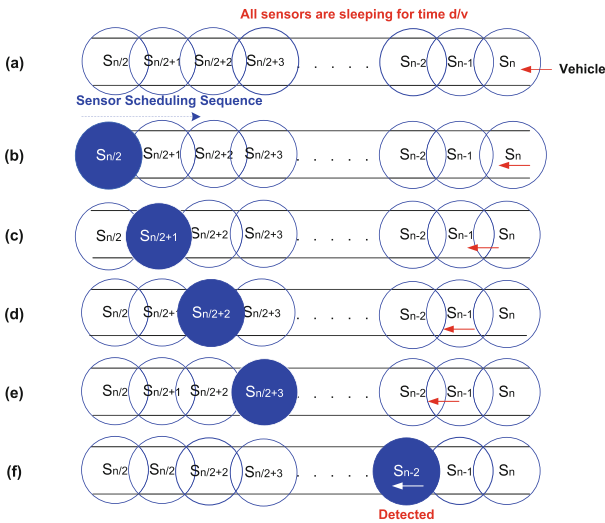 All sensors are sleeping for time d/v
(a) Sn/2 Sn/2+1 Sn/2+2 Sn/2+3 . . . . . Sn-2 Sn-1 Sn Vehicle
Sensor Scheduling Sequence
(b) Sn/2 Sn/2+1 Sn/2+2 Sn/2+3 . . . . . Sn-2 Sn-1 Sn
(c) Sn/2 Sn/2+1 Sn/2+2 Sn/2+3 . . . . . Sn-2 Sn-1 Sn
(d) Sn/2 Sn/2+1 Sn/2+2 Sn/2+3 . . . . . Sn-2 Sn-1 Sn
(e) Sn/2 Sn/2+1 Sn/2+2 Sn/2+3 . . . . . Sn-2 Sn-1 Sn
(f) Sn/2 Sn/2 Sn/2+2 Sn/2+3 . . . . . Sn-2 Sn-1 Sn
Detected